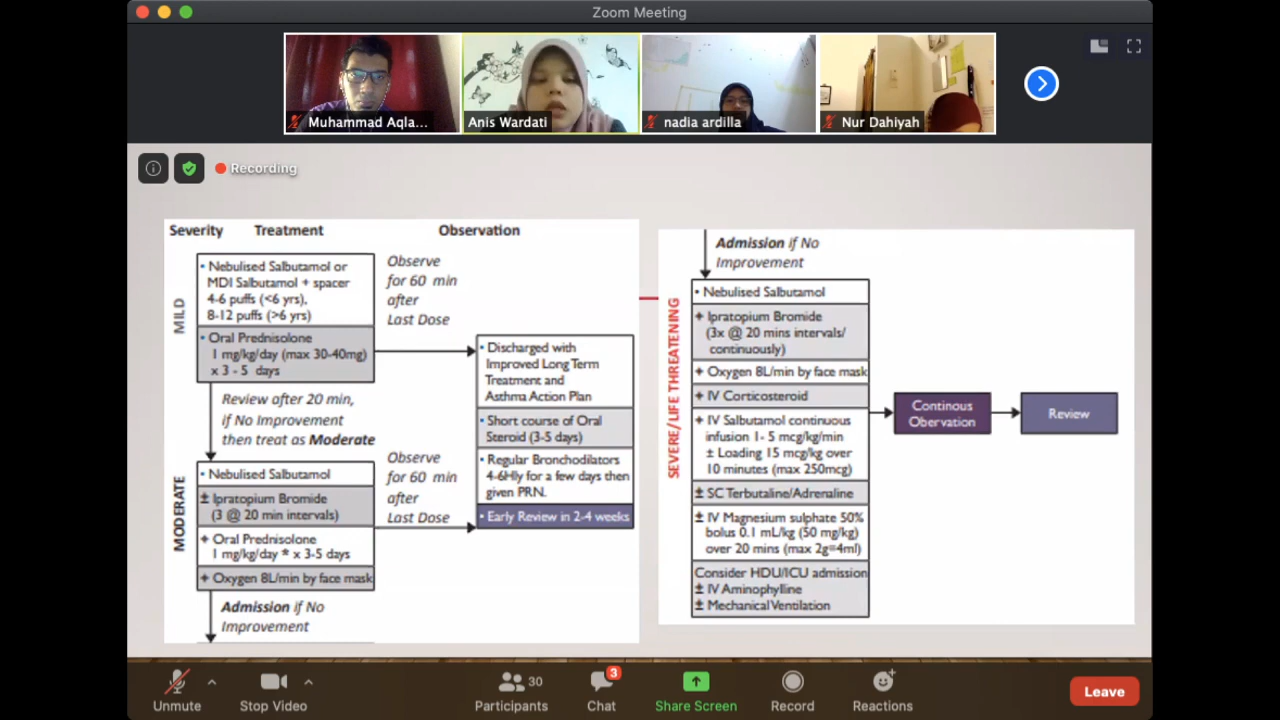 Zoom Meeting
Muhammad Aqla...
Anis Wardati
nadia ardilla
Nur Dahiyah
Recording
Severity Treatment Observation
MILD
• Nebulised Salbutamol or
MDI Salbutamol + spacer
4-6 puffs (<6 yrs),
8-12 puffs (>6 yrs)
• Oral Prednisolone
1 mg/kg/day (max 30-40mg)
x 3 - 5 days
Observe
for 60 min
after
Last Dose
Review after 20 min,
if No Improvement
then treat as Moderate
• Discharged with
Improved Long Term
Treatment and
Asthma Action Plan
• Short course of Oral
Steroid (3-5 days)
• Regular Bronchodilators
4-6Hly for a few days then
given PRN.
• Early Review in 2-4 weeks
MODERATE
• Nebulised Salbutamol
± Ipratopium Bromide
(3 @ 20 min intervals)
+ Oral Prednisolone
1 mg/kg/day * x 3-5 days
+ Oxygen 8L/min by face mask
Observe
for 60 min
after
Last Dose
Admission if No
Improvement
Admission if No
Improvement
SEVERE/LIFE THREATENING
• Nebulised Salbutamol
+ Ipratopium Bromide
(3x @ 20 mins intervals/
continuously)
+ Oxygen 8L/min by face mask
+ IV Corticosteroid
+ IV Salbutamol continuous
infusion 1- 5 mcg/kg/min
± Loading 15 mcg/kg over
10 minutes (max 250mcg)
± SC Terbutaline/Adrenaline
± IV Magnesium sulphate 50%
bolus 0.1 mL/kg (50 mg/kg)
over 20 mins (max 2g=4ml)
Consider HDU/ICU admission
± IV Aminophylline
± Mechanical Ventilation
Continous
Obervation
Review
Unmute
Stop Video
30
Participants
3
Chat
Share Screen
Record
Reactions
Leave